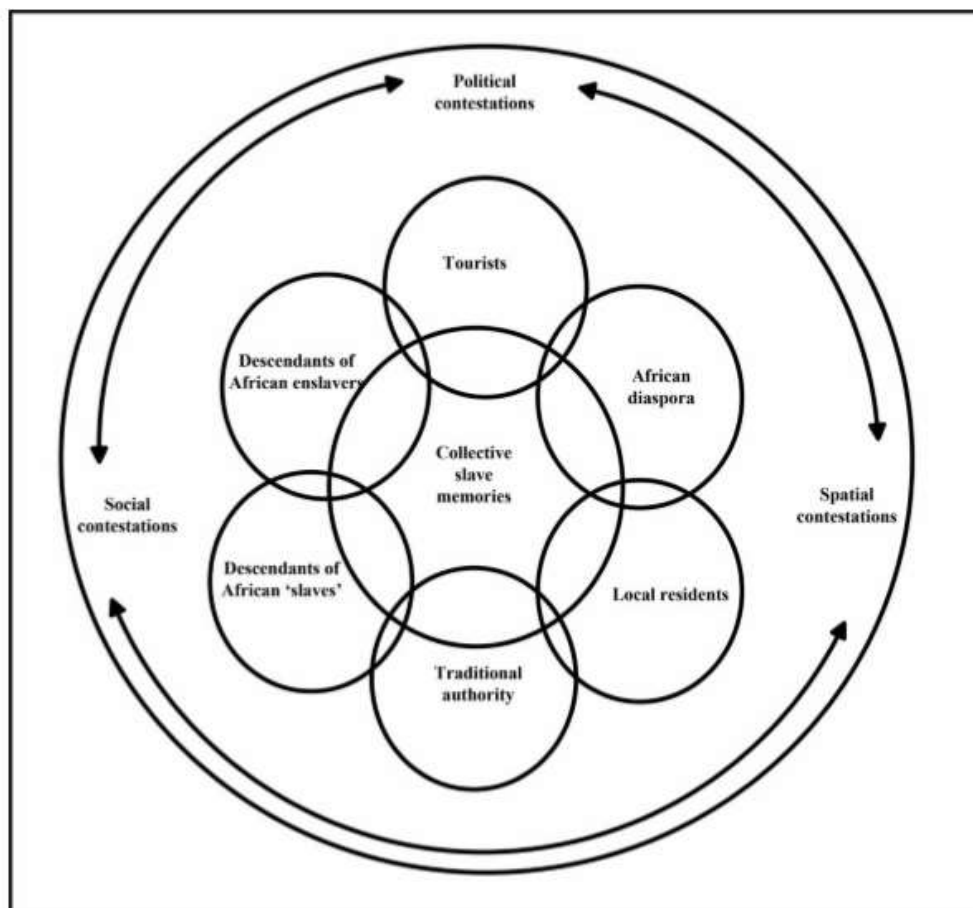 Political
contestations
Tourists
Descendants of
African enslavers
African
diaspora
Collective
slave
memories
Social
contestations
Spatial
contestations
Descendants of
African ‘slaves’
Local residents
Traditional
authority